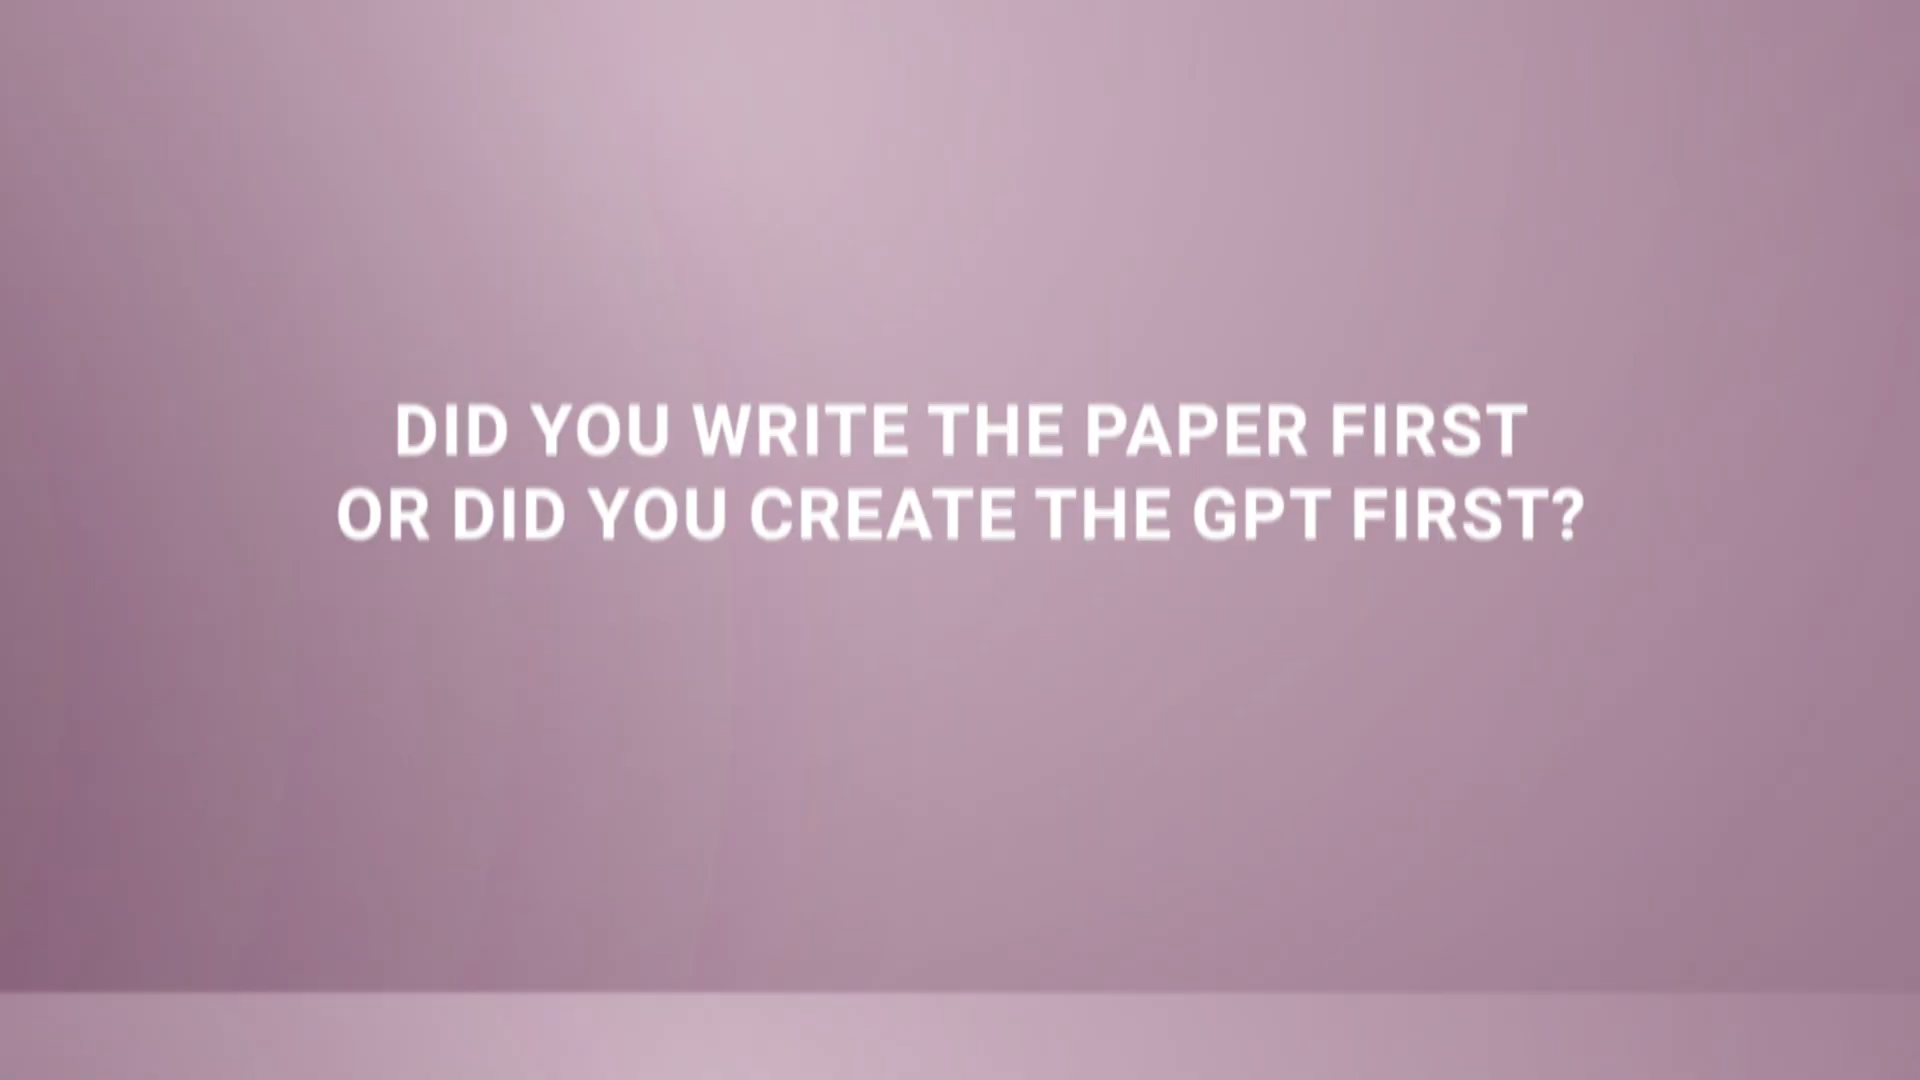 DID YOU WRITE THE PAPER FIRST
OR DID YOU CREATE THE GPT FIRST?